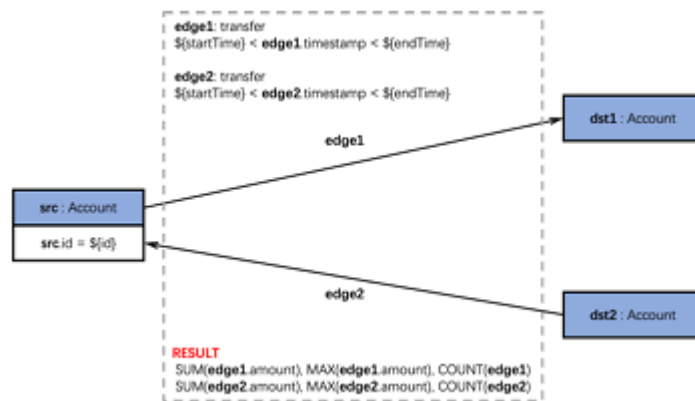 edge1: transfer
${startTime} < edge1.timestamp < ${endTime}
edge2: transfer
${startTime} < edge2.timestamp < ${endTime}
dst1 : Account
edge1
src : Account
src.id = ${id}
edge2
dst2 : Account
RESULT
SUM(edge1.amount), MAX(edge1.amount), COUNT(edge1)
SUM(edge2.amount), MAX(edge2.amount), COUNT(edge2)